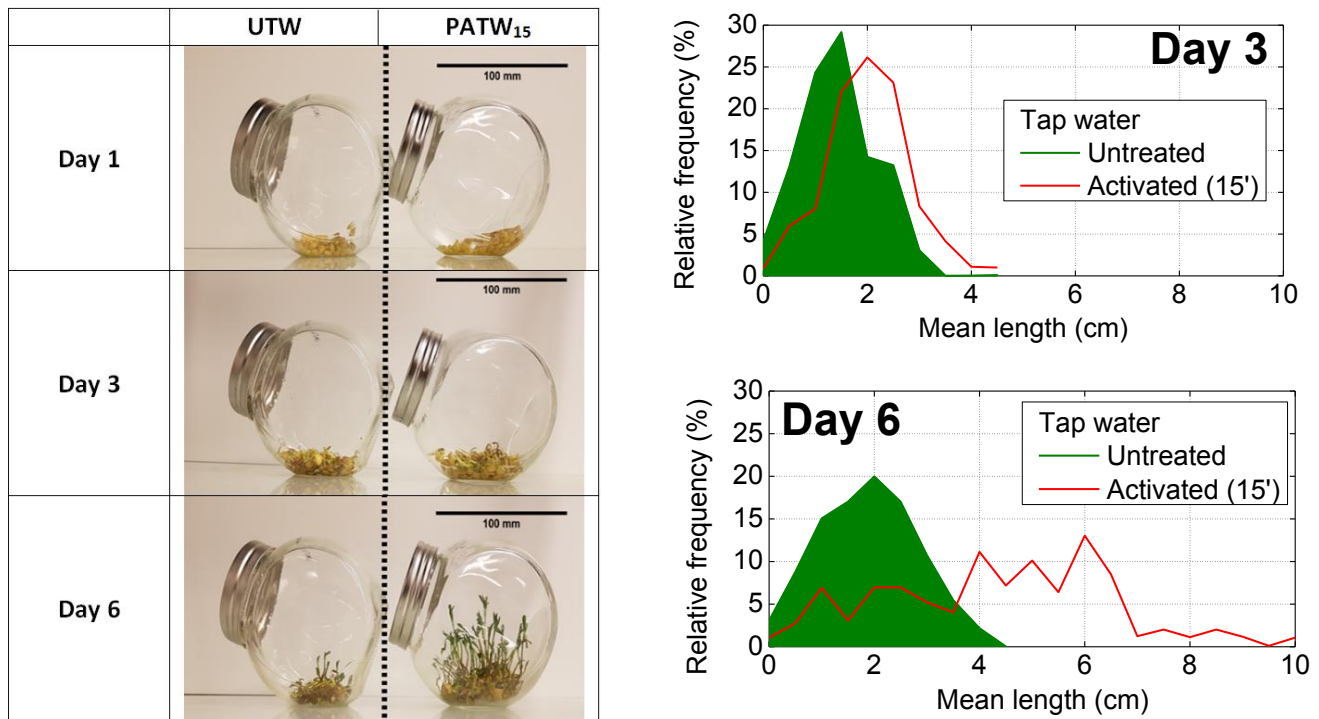 UTW PATW₁₅
Day 1
100 mm
Day 3
100 mm
Day 6
100 mm
Day 3
Relative frequency (%)
30
25
20
15
10
5
0
Tap water
Untreated
Activated (15')
0 2 4 6 8 10
Mean length (cm)
Day 6
Relative frequency (%)
30
25
20
15
10
5
0
Tap water
Untreated
Activated (15')
0 2 4 6 8 10
Mean length (cm)